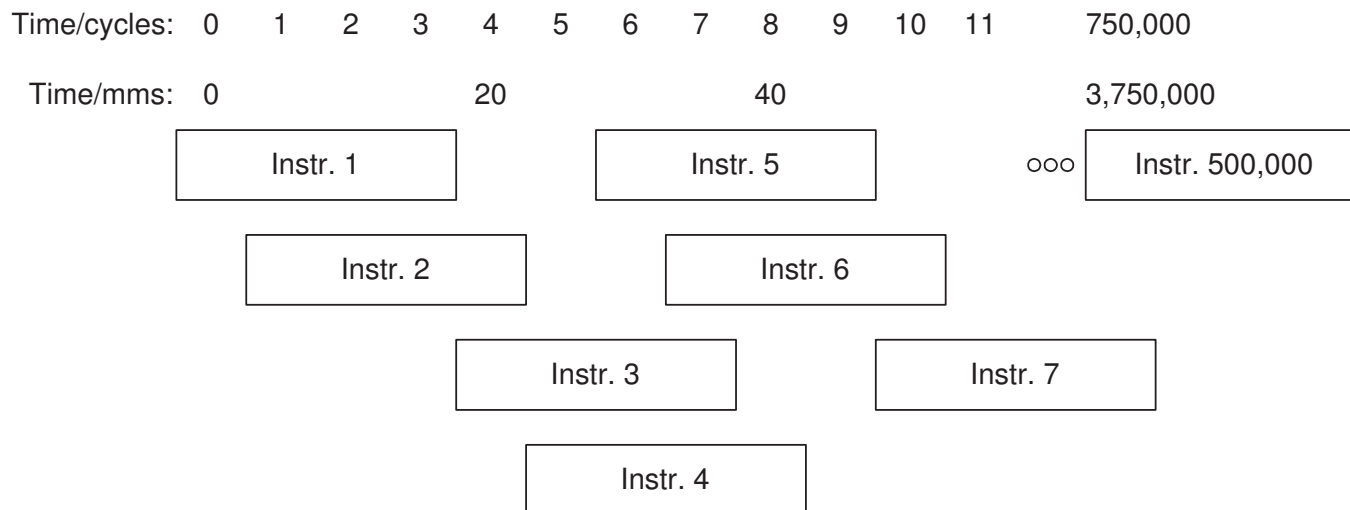 Time/cycles: 0 1 2 3 4 5 6 7 8 9 10 11 750,000
Time/mms: 0 20 40 3,750,000
Instr. 1 Instr. 5 ooo Instr. 500,000
Instr. 2 Instr. 6
Instr. 3 Instr. 7
Instr. 4